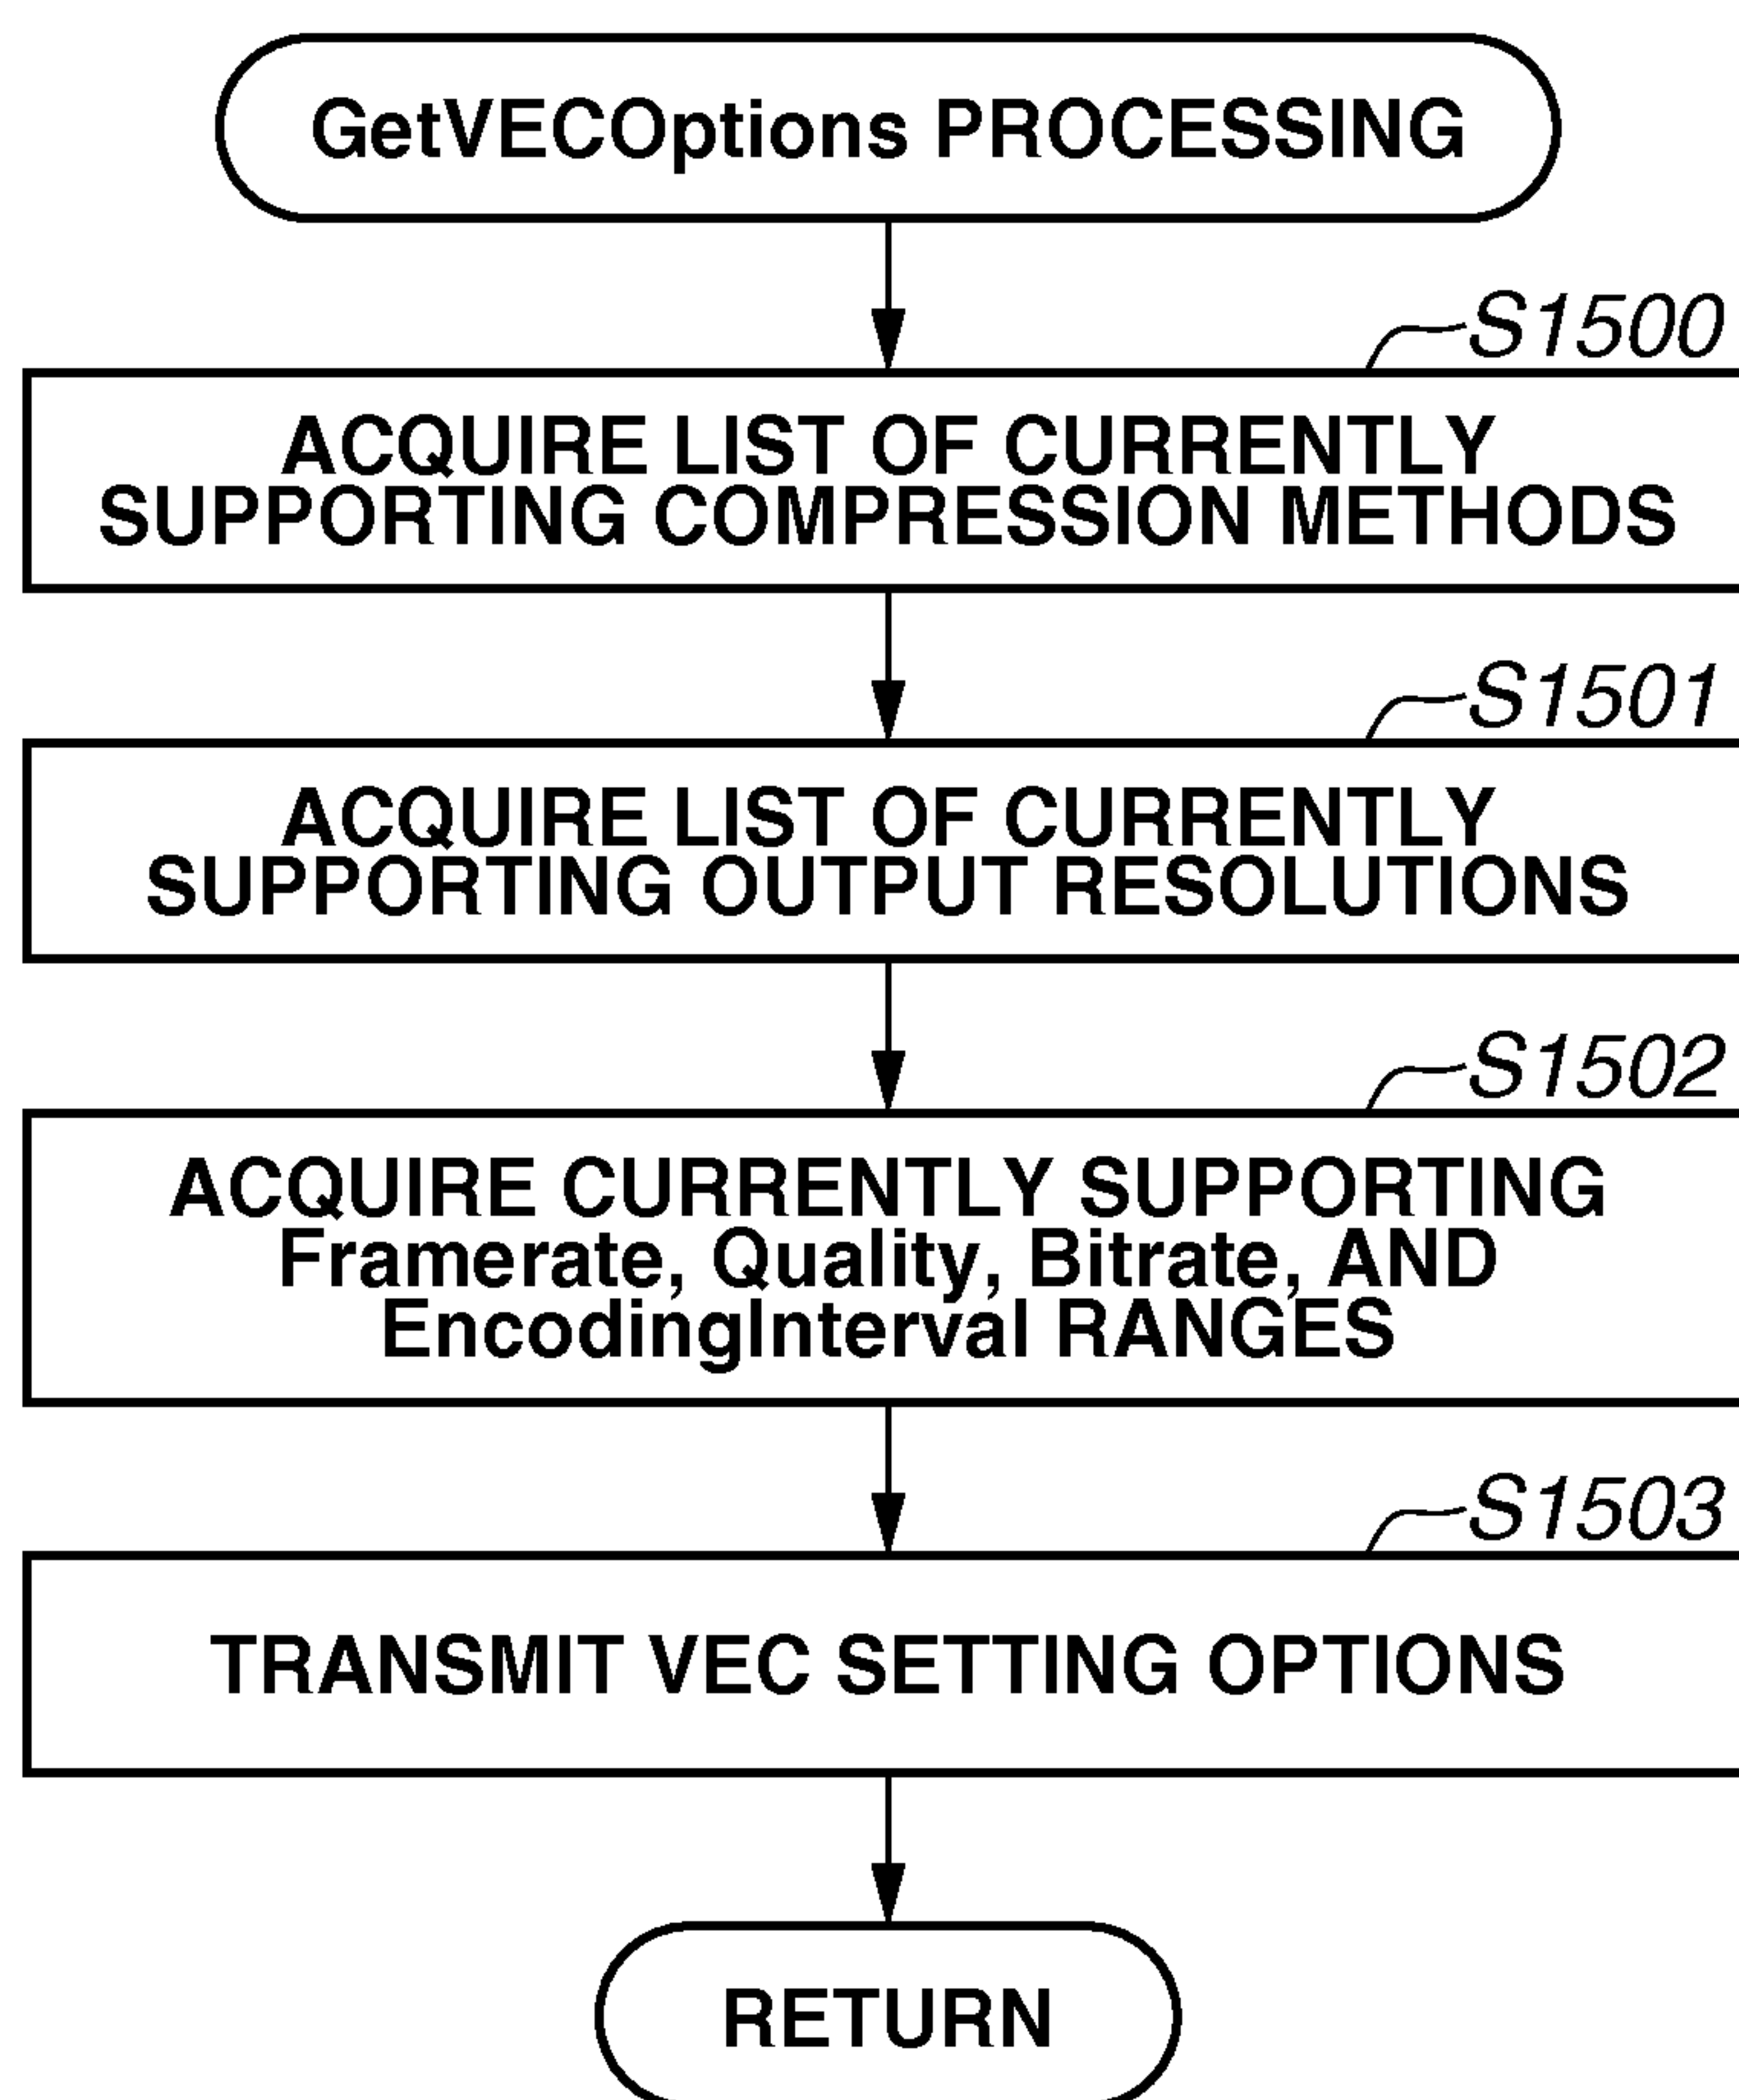 GetVECOptions PROCESSING
S1500
ACQUIRE LIST OF CURRENTLY
SUPPORTING COMPRESSION METHODS
S1501
ACQUIRE LIST OF CURRENTLY
SUPPORTING OUTPUT RESOLUTIONS
S1502
ACQUIRE CURRENTLY SUPPORTING
Framerate, Quality, Bitrate, AND
EncodingInterval RANGES
S1503
TRANSMIT VEC SETTING OPTIONS
RETURN